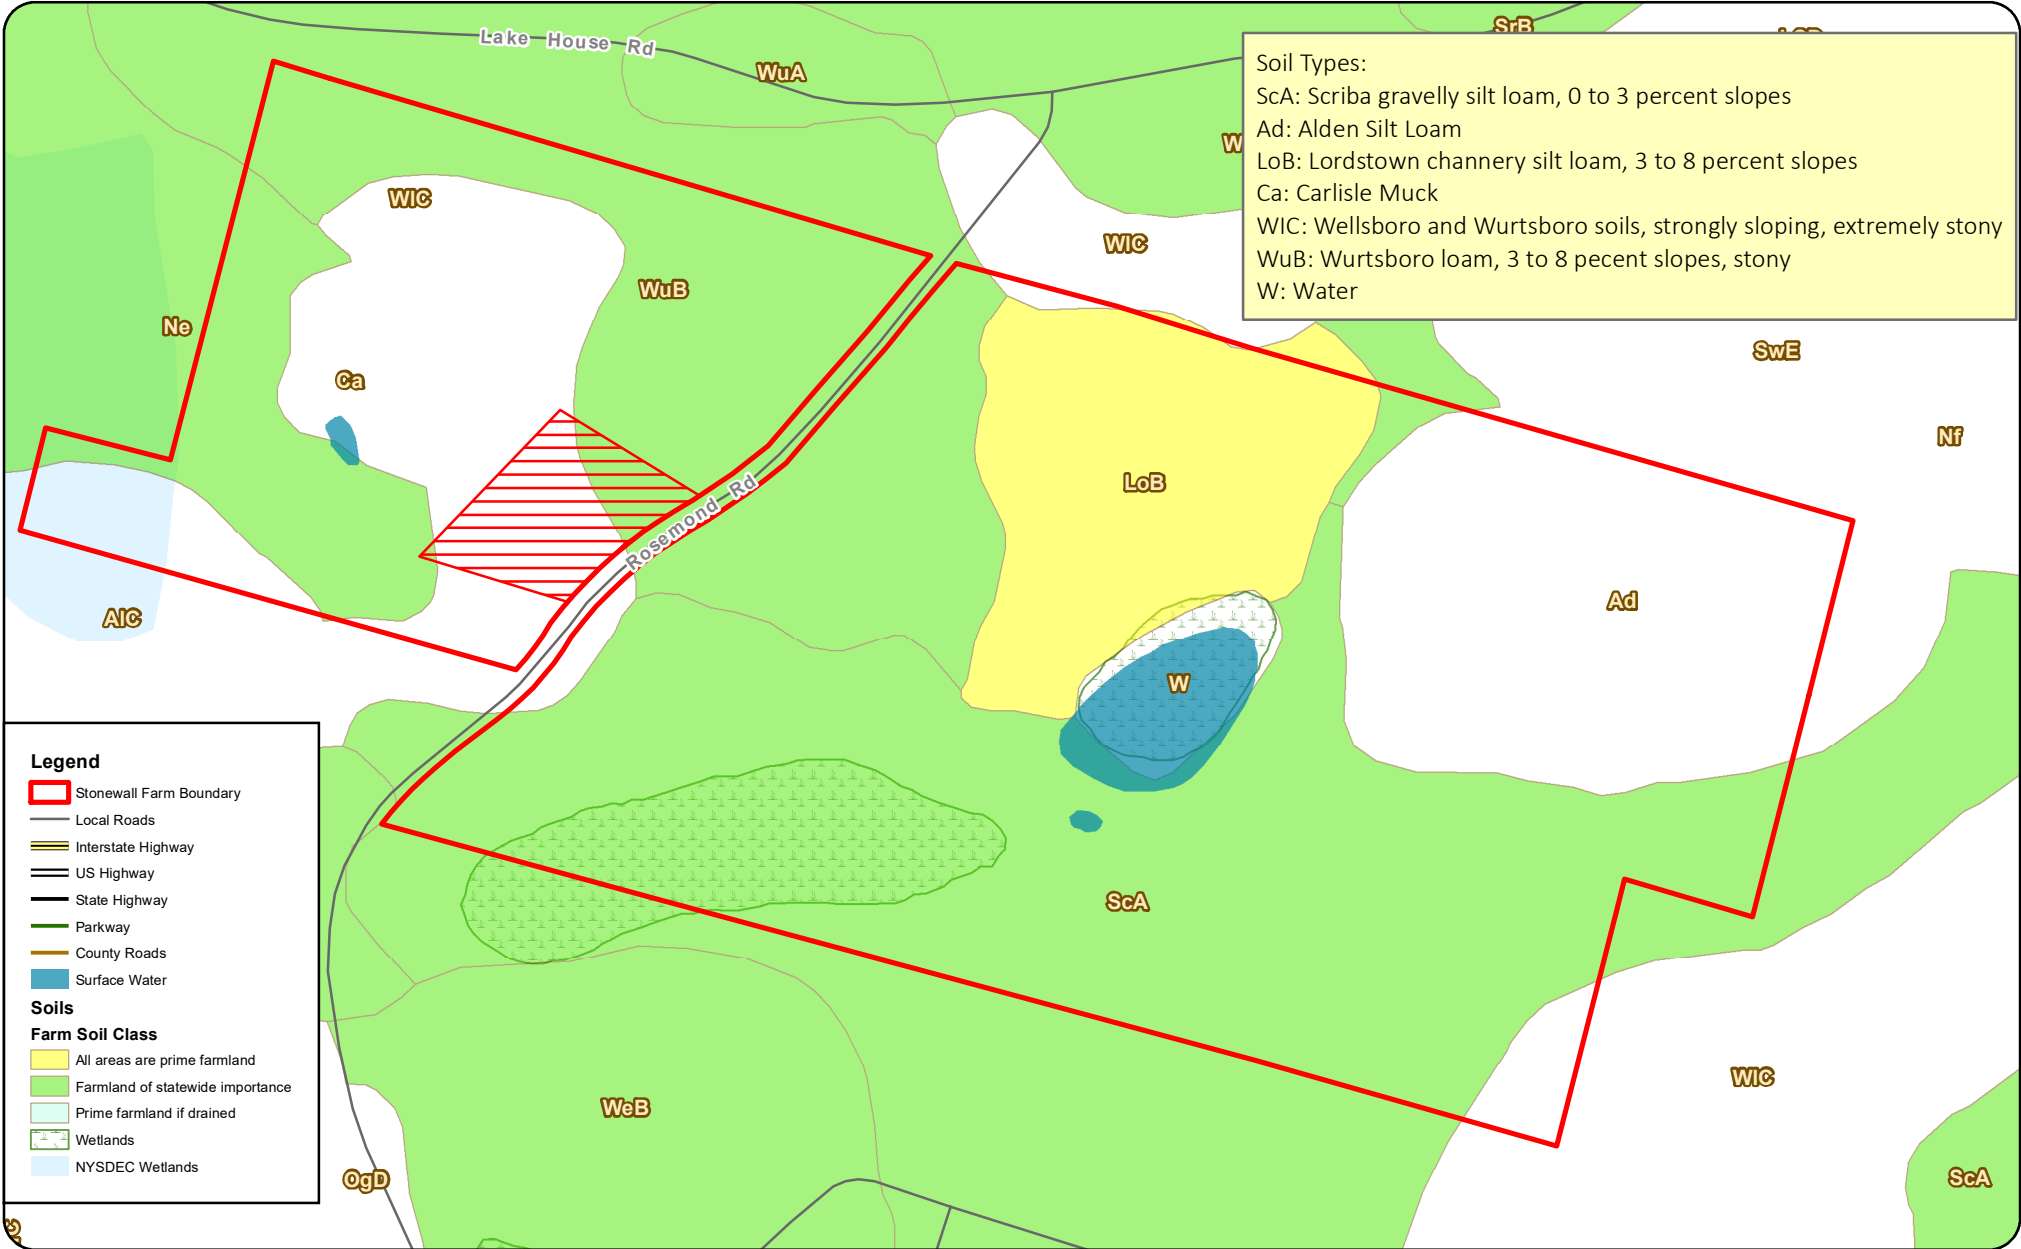 Lake House Rd
WuA
SrB
Soil Types:
ScA: Scriba gravelly silt loam, 0 to 3 percent slopes
Ad: Alden Silt Loam
LoB: Lordstown channery silt loam, 3 to 8 percent slopes
Ca: Carlisle Muck
WIC: Wellsboro and Wurtsboro soils, strongly sloping, extremely stony
WuB: Wurtsboro loam, 3 to 8 pecent slopes, stony
W: Water
WIC
WIC
WuB
Ne
SwE
Ca
Nf
LoB
Rosemond Rd
Ad
AIC
W
ScA
WeB
WIC
OgD
ScA
Legend
Stonewall Farm Boundary
Local Roads
Interstate Highway
US Highway
State Highway
Parkway
County Roads
Surface Water
Soils
Farm Soil Class
All areas are prime farmland
Farmland of statewide importance
Prime farmland if drained
Wetlands
NYSDEC Wetlands